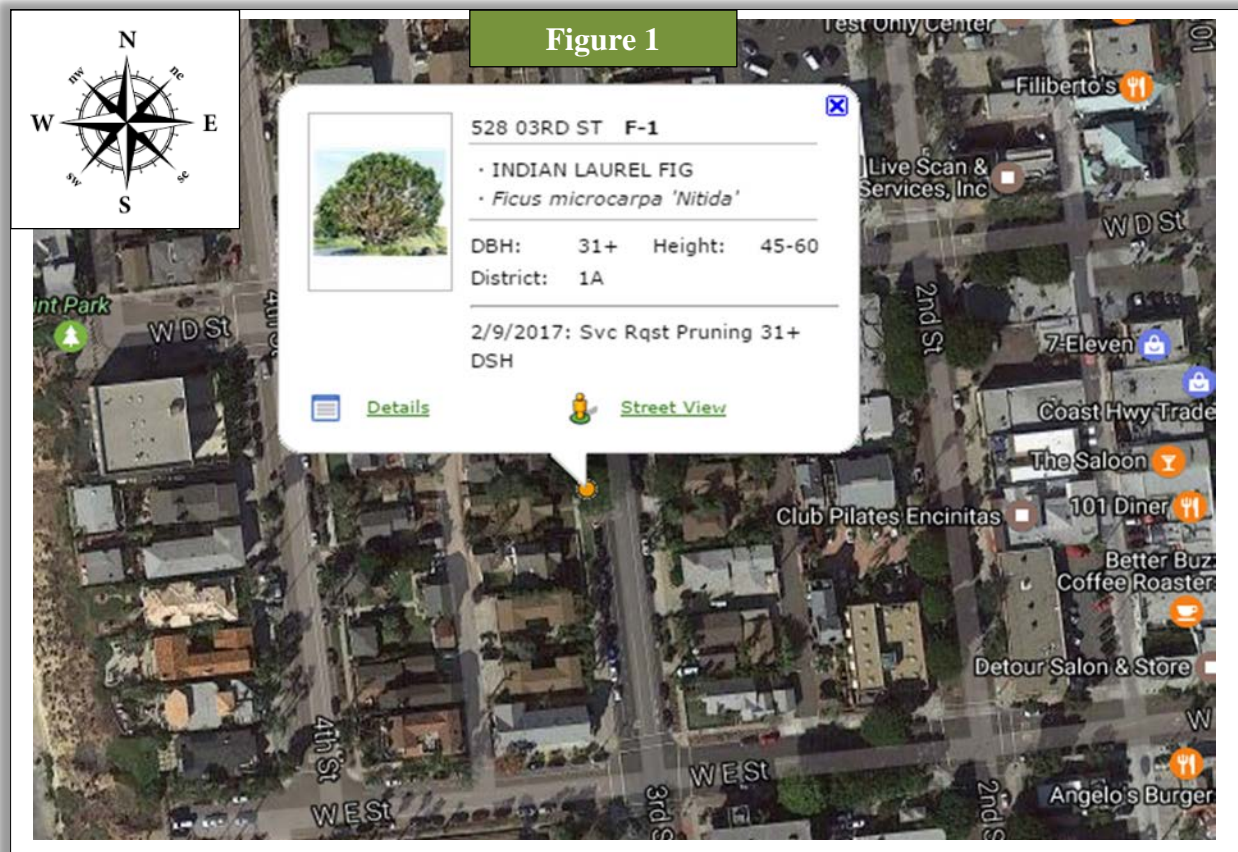 Figure 1
N
nw
ne
W
E
sw
se
S
528 03RD ST F-1
· INDIAN LAUREL FIG
· Ficus microcarpa 'Nitida'
DBH: 31+ Height: 45-60
District: 1A
2/9/2017: Svc Rqst Pruning 31+
DSH
Details
Street View
Test Only Center
101
Filiberto's
Live Scan &
Services, Inc
W D St
int Park
W D St
2nd St
7-Eleven
Coast Hwy Trade
The Saloon
101 Diner
Club Pilates Encinitas
Better Buzz
Coffee Roasters
Detour Salon & Store
4th St
W E St
W E St
W
3rd S
2nd S
Angelo's Burger